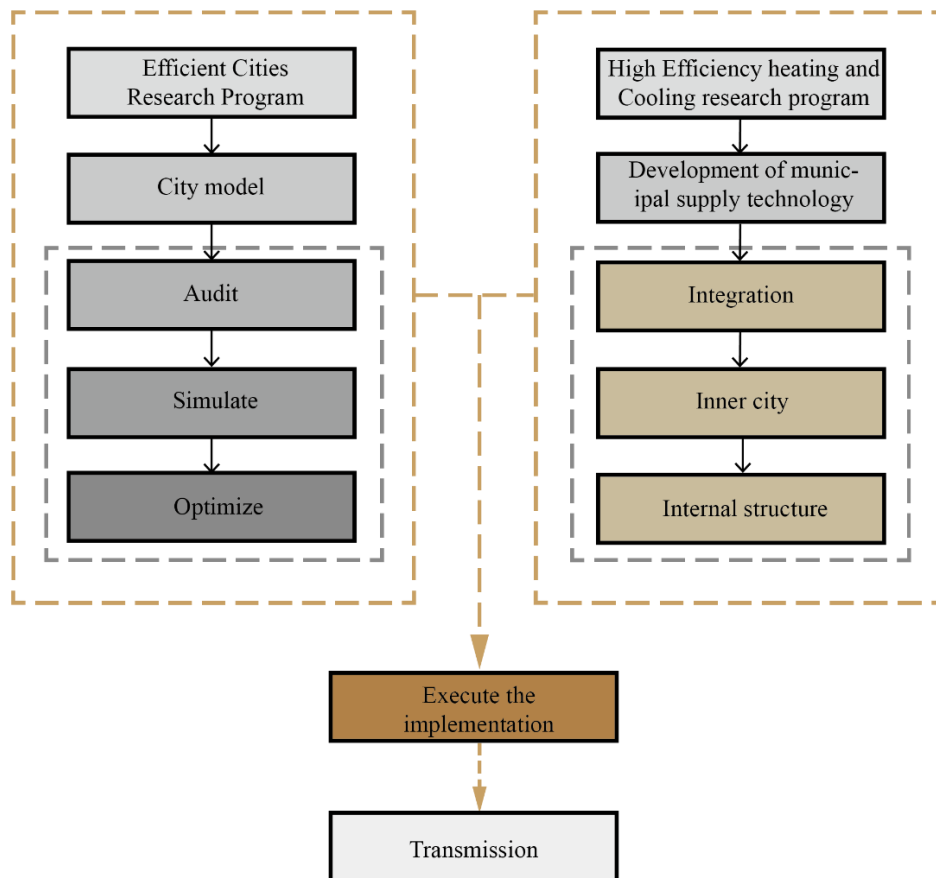 Efficient Cities
Research Program
City model
Audit
Simulate
Optimize
High Efficiency heating and
Cooling research program
Development of munic-
ipal supply technology
Integration
Inner city
Internal structure
Execute the
implementation
Transmission